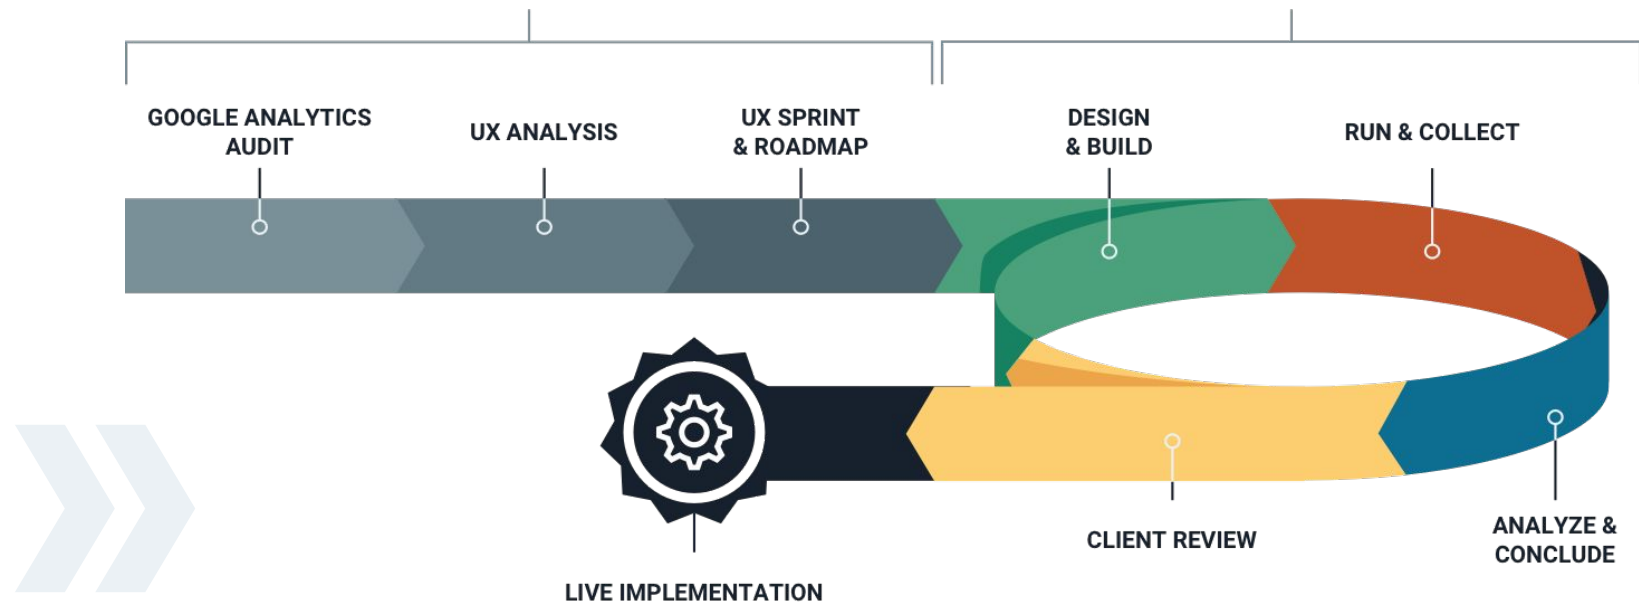 GOOGLE ANALYTICS
AUDIT
UX ANALYSIS
UX SPRINT
& ROADMAP
DESIGN
& BUILD
RUN & COLLECT
ANALYZE &
CONCLUDE
CLIENT REVIEW
LIVE IMPLEMENTATION